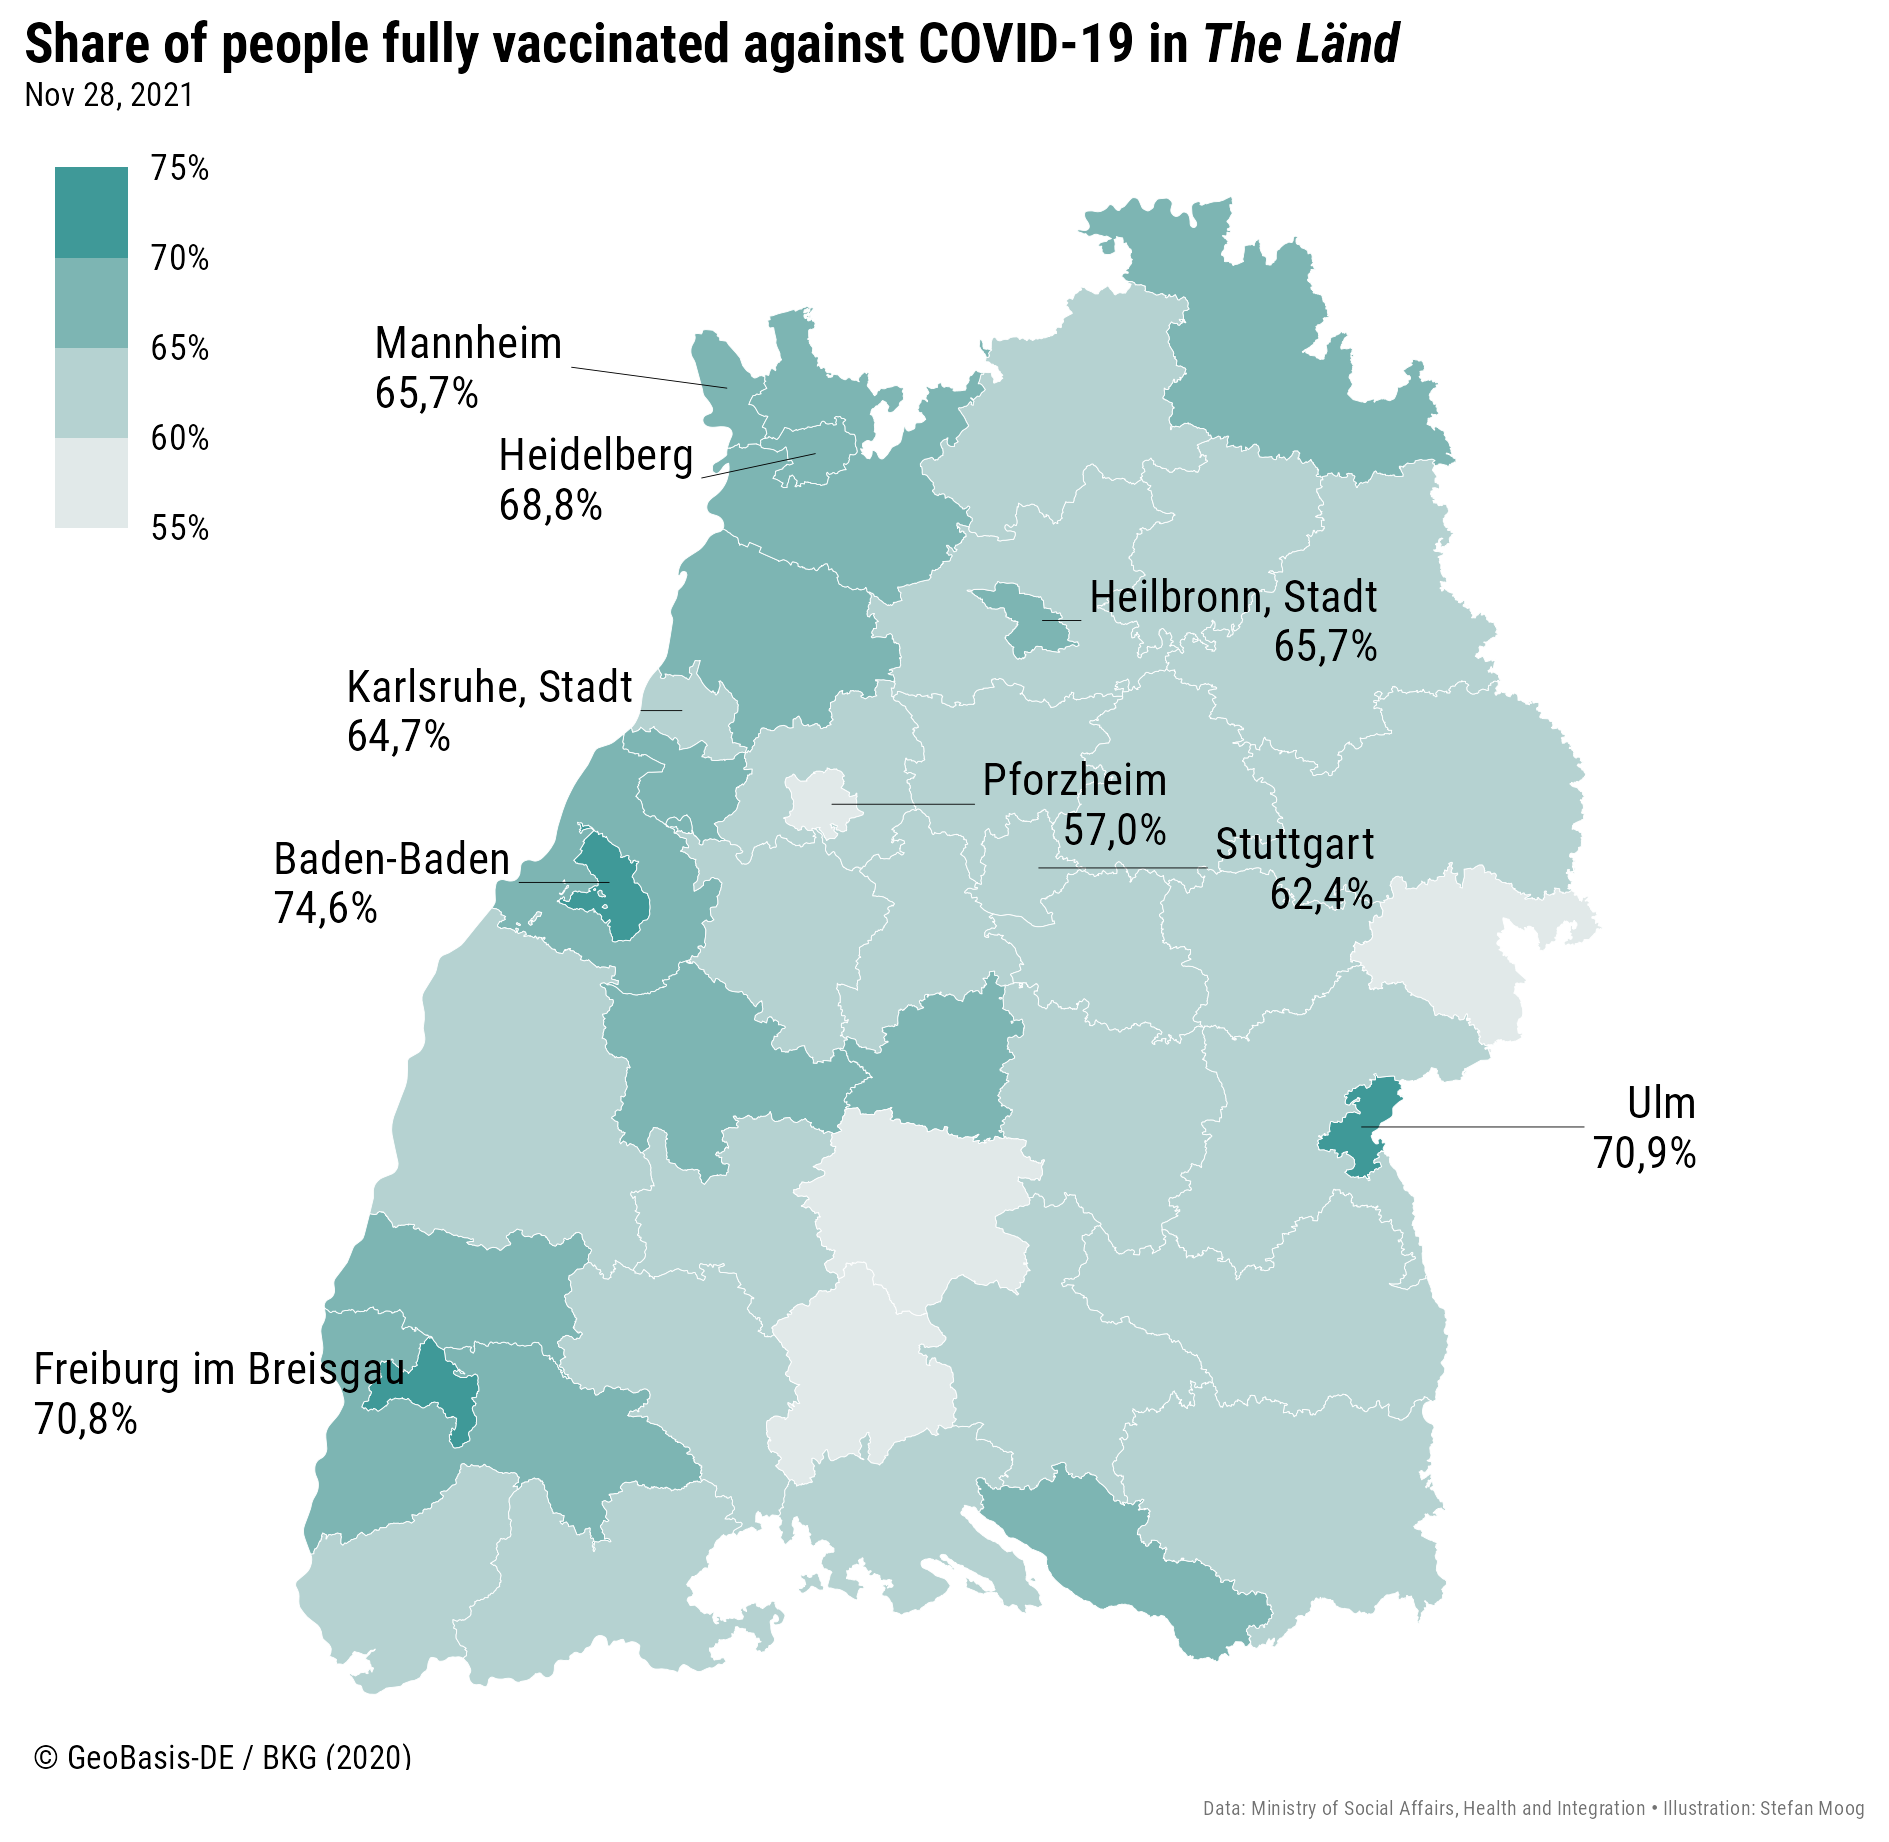 Share of people fully vaccinated against COVID-19 in The Länd
Nov 28, 2021
75%
70%
65%
60%
55%
Mannheim
65,7%
Heidelberg
68,8%
Heilbronn, Stadt
65,7%
Karlsruhe, Stadt
64,7%
Pforzheim
57,0%
Stuttgart
62,4%
Baden-Baden
74,6%
Ulm
70,9%
Freiburg im Breisgau
70,8%
© GeoBasis-DE / BKG (2020)
Data: Ministry of Social Affairs, Health and Integration • Illustration: Stefan Moog